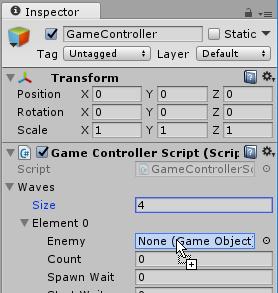 Inspector
GameController Static
Tag Untagged Layer Default
Transform
Position X 0 Y 0 Z 0
Rotation X 0 Y 0 Z 0
Scale X 1 Y 1 Z 1
Game Controller Script (Scrip
Script GameControllerSc
Waves
Size 4
Element 0
Enemy None (Game Object
Count 0
Spawn Wait 0